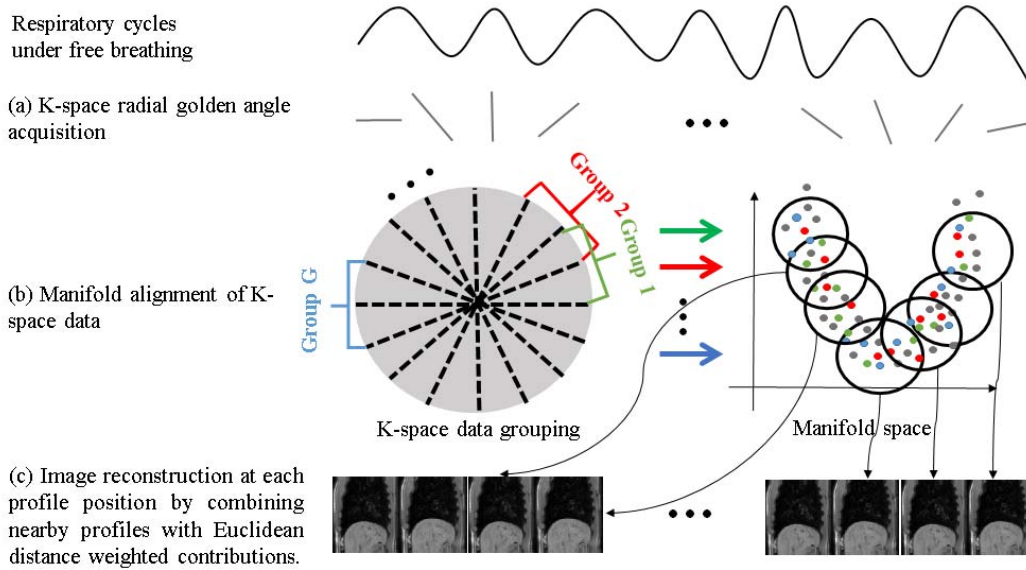 Respiratory cycles
under free breathing
(a) K-space radial golden angle
acquisition
Group 2
Group 1
Group G
(b) Manifold alignment of K-
space data
K-space data grouping
Manifold space
(c) Image reconstruction at each
profile position by combining
nearby profiles with Euclidean
distance weighted contributions.